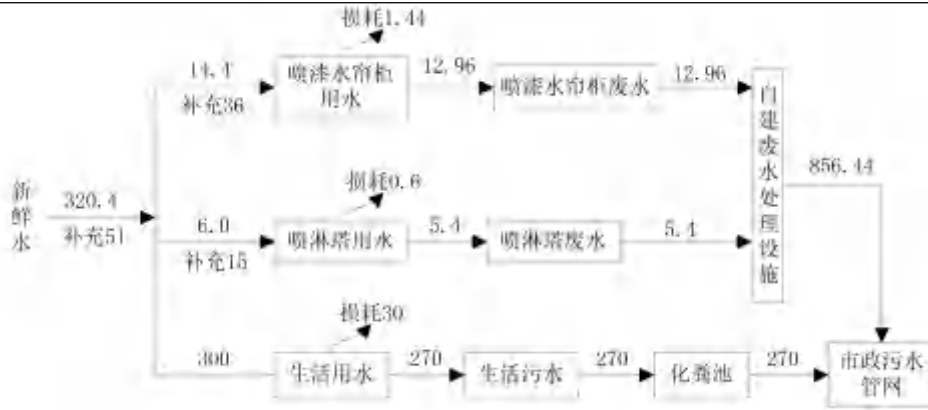 损耗1.44
14.4
补充36
喷漆水帘柜
用水
12.96
喷漆水帘柜废水
12.96
自建废水处理设施
856.44
新鲜水
320.4
补充51
损耗0.6
6.0
补充15
喷淋塔用水
5.4
喷淋塔废水
5.4
损耗30
300
生活用水
270
生活污水
270
化粪池
270
市政污水
管网